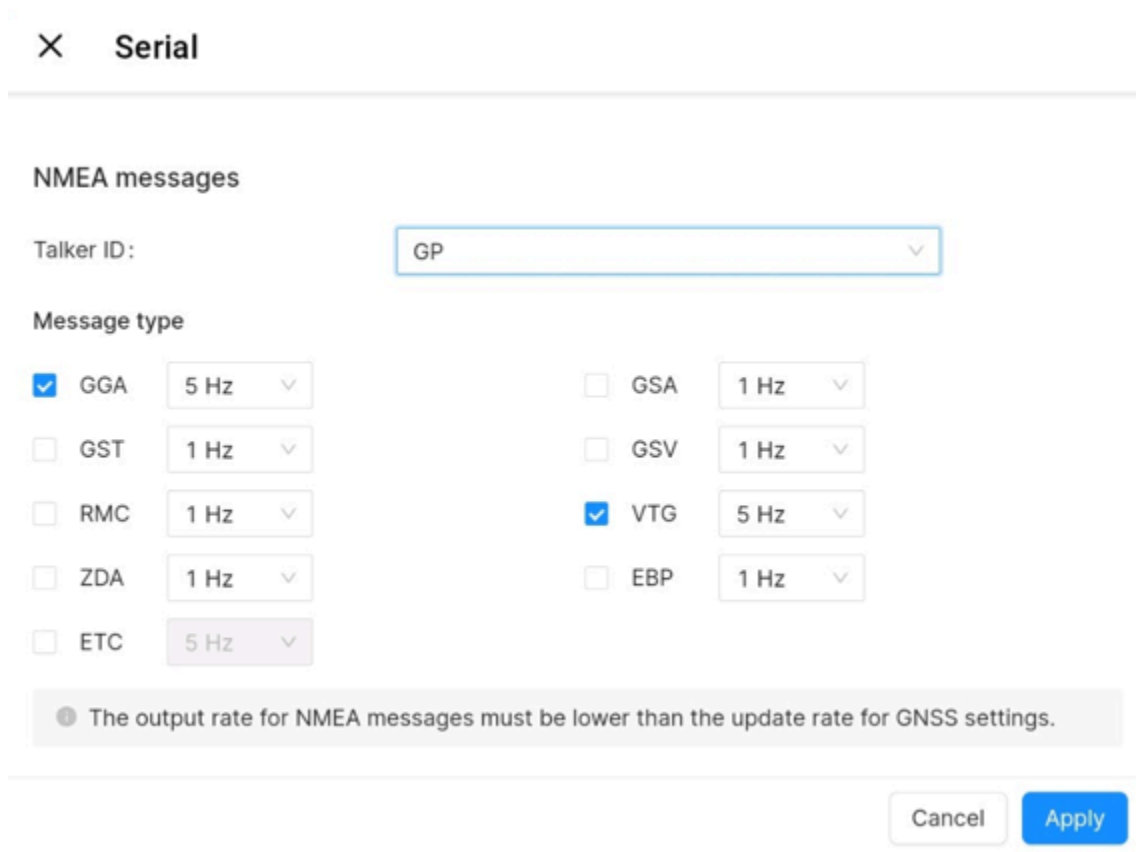 Serial
NMEA messages
Talker ID:
GP
Message type
GGA 5 Hz GSA 1 Hz
GST 1 Hz GSV 1 Hz
RMC 1 Hz VTG 5 Hz
ZDA 1 Hz EBP 1 Hz
ETC 5 Hz
The output rate for NMEA messages must be lower than the update rate for GNSS settings.
Cancel Apply